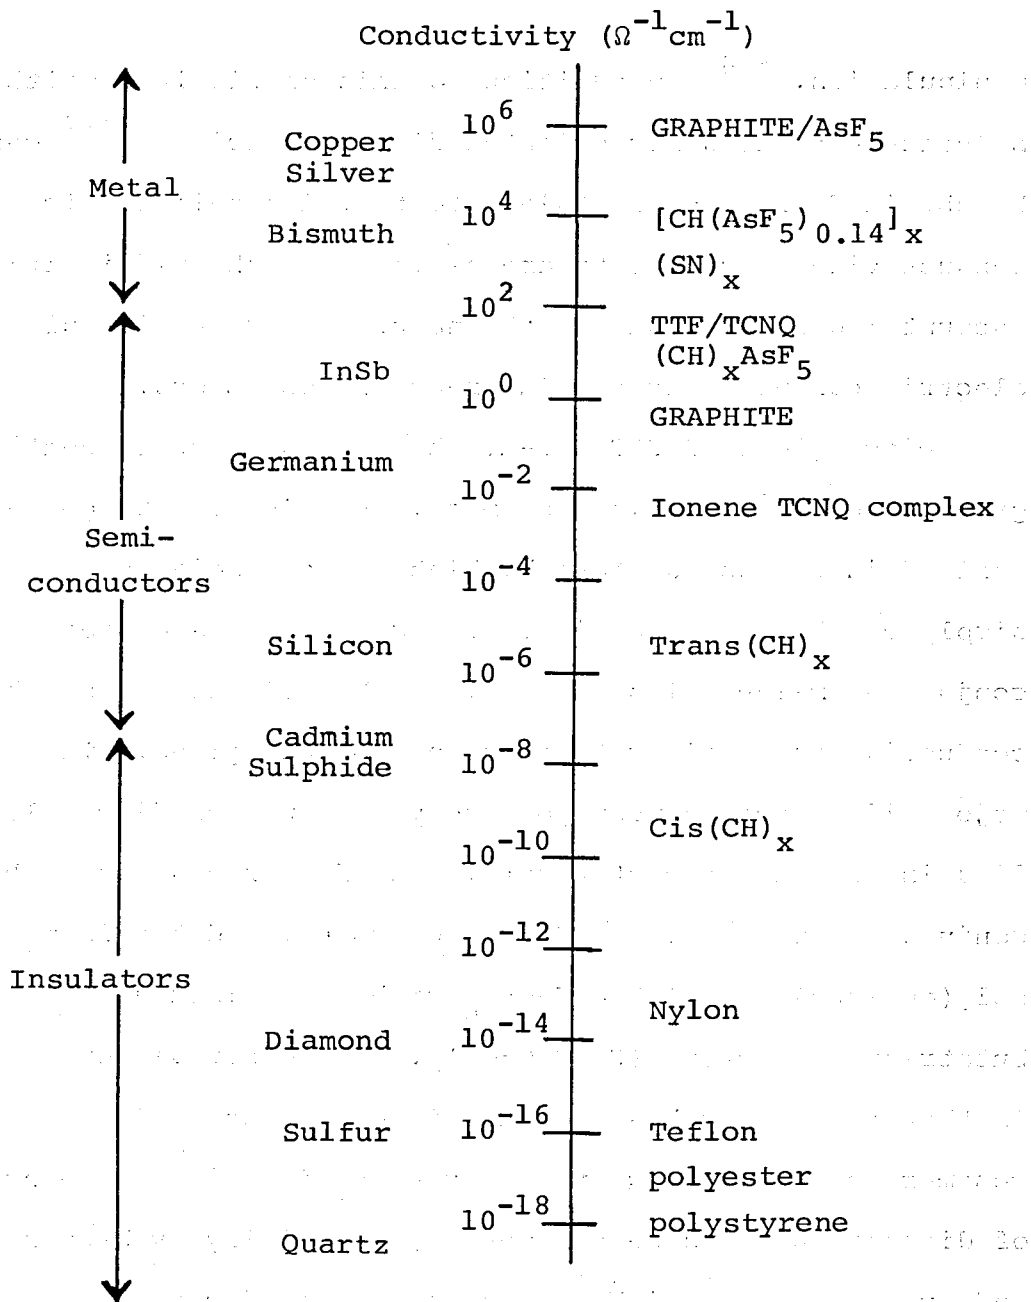 Conductivity (Ω⁻¹cm⁻¹)
10⁶ GRAPHITE/AsF₅
Copper
Silver
Metal
10⁴ [CH(AsF₅)₀.₁₄]ₓ
Bismuth
(SN)ₓ
10²
TTF/TCNQ
InSb (CH)ₓAsF₅
10⁰
GRAPHITE
Germanium
10⁻²
Ionene TCNQ complex
Semi-
conductors
10⁻⁴
Silicon Trans(CH)ₓ
10⁻⁶
Cadmium
Sulphide 10⁻⁸
Cis(CH)ₓ
10⁻¹⁰
10⁻¹²
Insulators
Nylon
Diamond 10⁻¹⁴
Sulfur 10⁻¹⁶ Teflon
polyester
10⁻¹⁸ polystyrene
Quartz